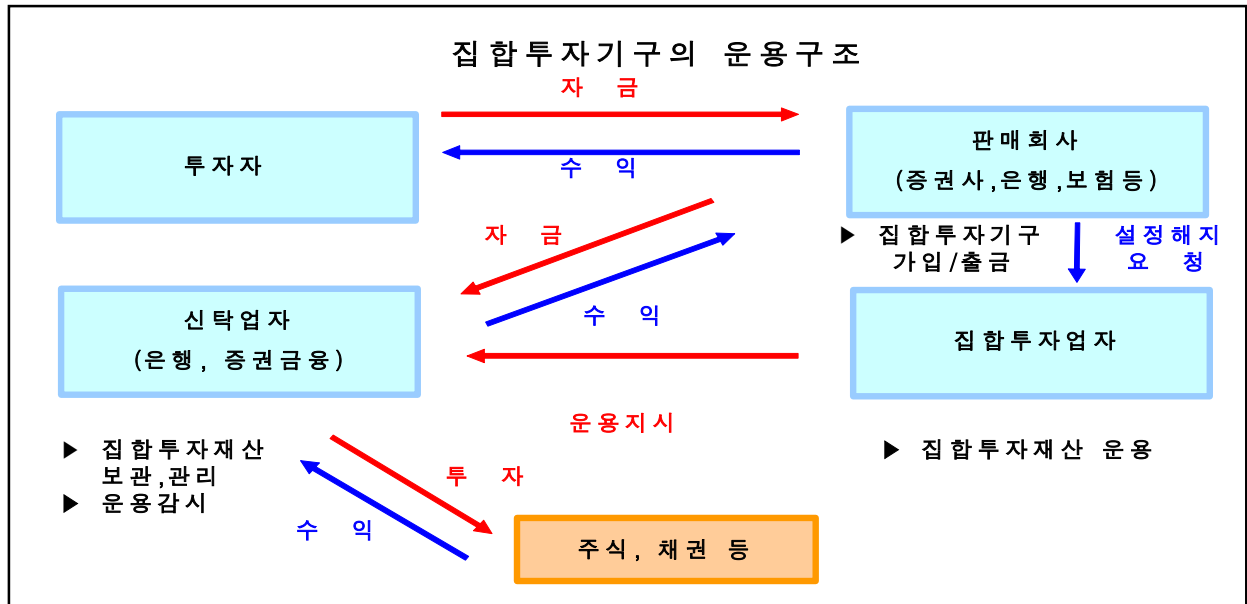 집합투자기구의 운용구조
자 금
투자자
수 익
판매회사
(증권사,은행,보험등)
자 금
▶ 집합투자기구
가입/출금
설정해지
요 청
신탁업자
(은행, 증권금융)
수 익
집합투자업자
운용지시
▶ 집합투자재산
보관,관리
▶ 운용감시
▶ 집합투자재산 운용
투 자
수 익
주식, 채권 등